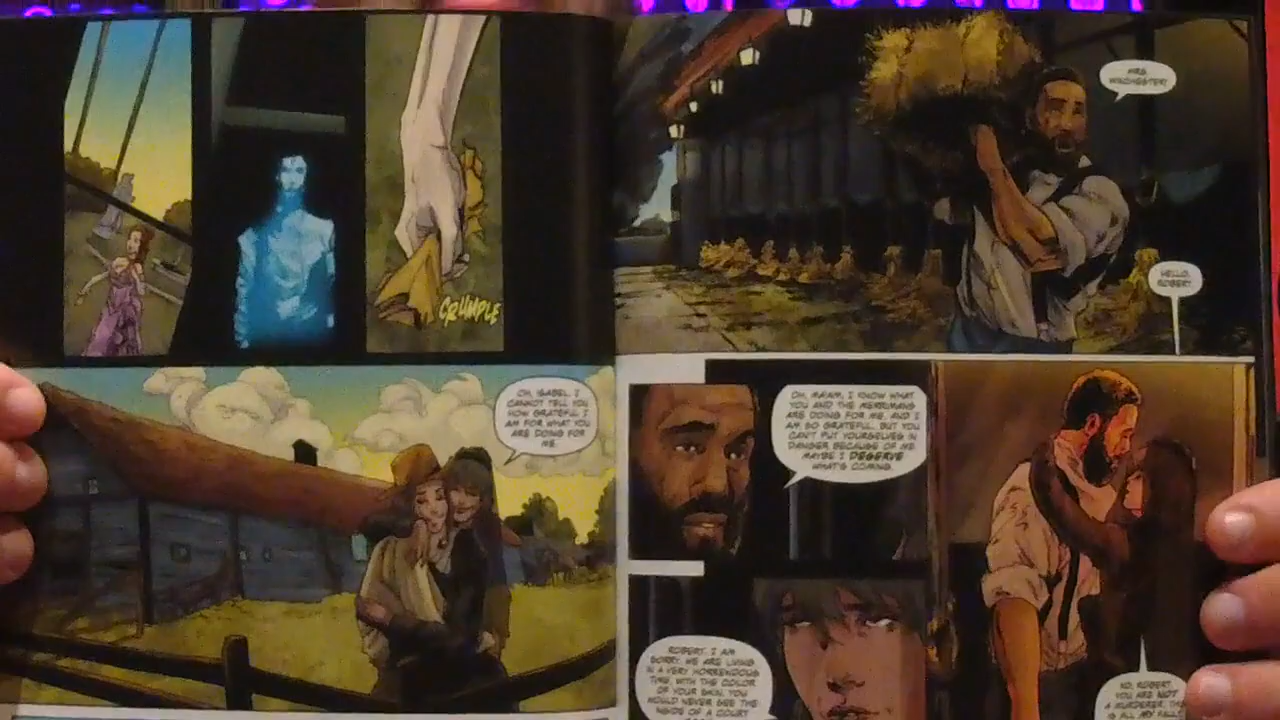 CRUMPLE
OH, ISABEL. I
CANNOT TELL YOU
HOW GRATEFUL I
AM FOR WHAT YOU
ARE DOING FOR
ME.
MRS.
WINCHESTER!
HELLO,
ROBERT.
OH, MA'AM, I KNOW WHAT
YOU AND THE MERRIMANS
ARE DOING FOR ME, AND I
AM SO GRATEFUL. BUT YOU
CAN'T PUT YOURSELVES IN
DANGER BECAUSE OF ME.
MAYBE I DESERVE
WHAT'S COMING.
ROBERT, I AM
SORRY. WE ARE LIVING
IN A VERY HORRENDOUS
TIME. WITH THE COLOR
OF YOUR SKIN, YOU
WOULD NEVER SEE THE
INSIDE OF A COURT
NO, ROBERT.
YOU ARE NOT
A MURDERER. THIS
IS ALL MY FAULT.